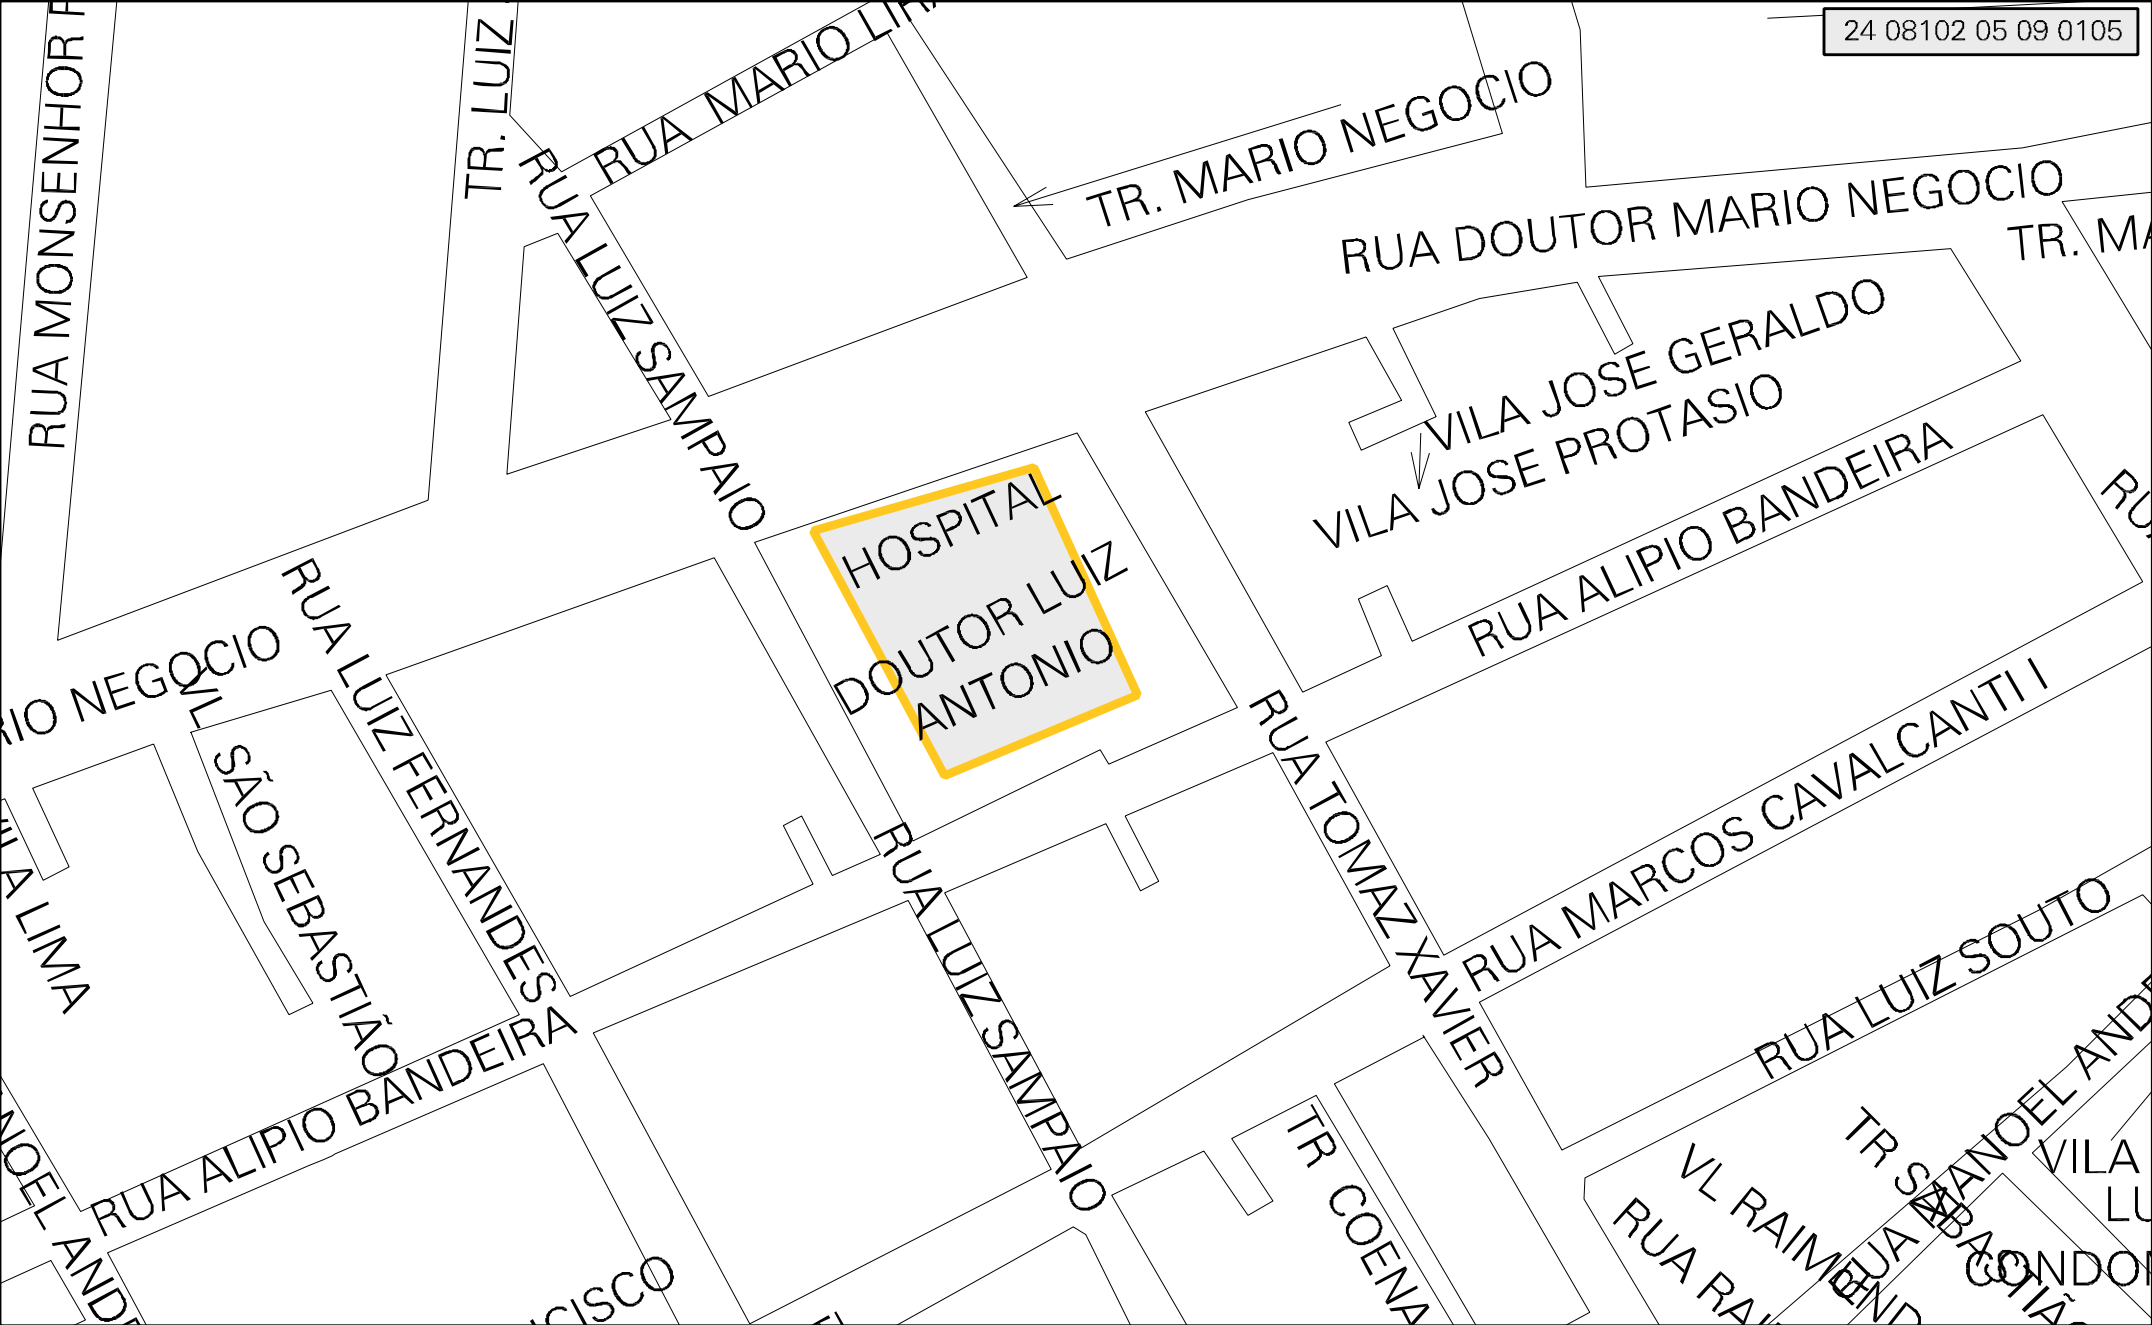 24 08102 05 09 0105
RUA MONSENHOR
TR. LUIZ
RUA MARIO
TR. MARIO NEGOCIO
RUA DOUTOR MARIO NEGOCIO
TR.
RUA LUIZ SAMPAIO
VILA JOSE GERALDO
VILA JOSE PROTASIO
RUA ALIPIO BANDEIRA
HOSPITAL
DOUTOR LUIZ
ANTONIO
NEGOCIO
RUA LUIZ FERNANDES
VL SÃO SEBASTIÃO
LIMA
RUA TOMAZ XAVIER
RUA MARCOS CAVALCANTI I
RUA LUIZ SOUTO
RUA LUIZ SAMPAIO
RUA ALIPIO BANDEIRA
TR COENA
VL
RUA
TR
RUA MANOEL
VILA